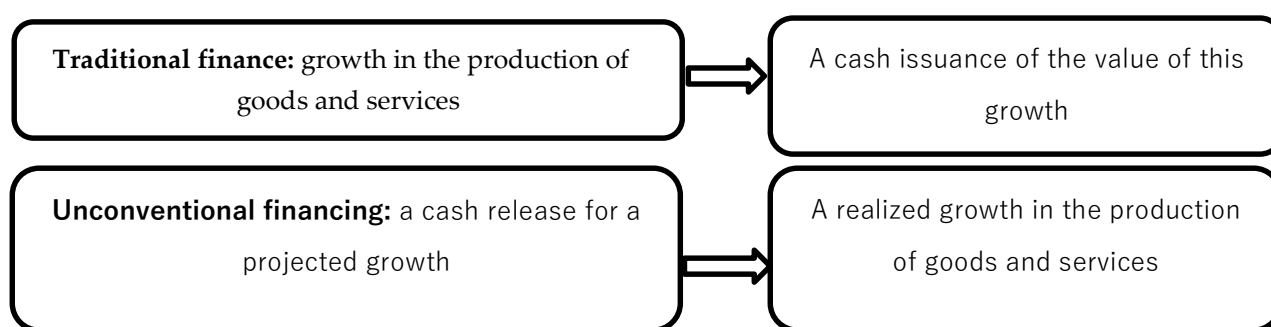 Traditional finance: growth in the production of
goods and services
A cash issuance of the value of this
growth
Unconventional financing: a cash release for a
projected growth
A realized growth in the production
of goods and services